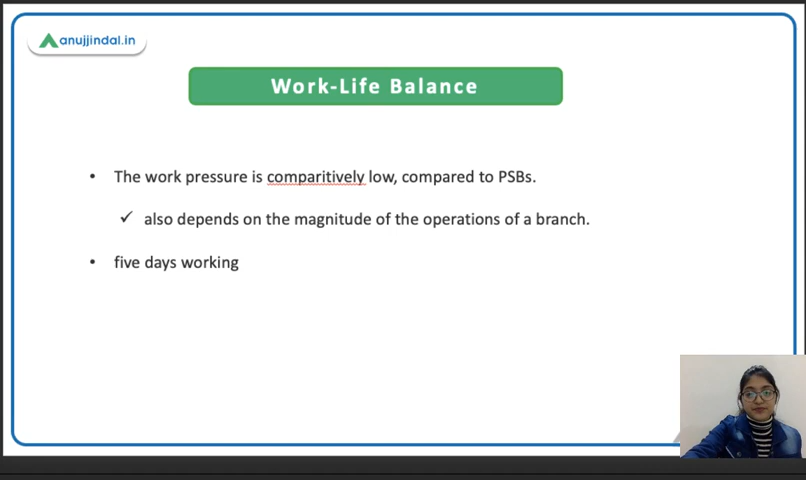 anujjindal.in
Work-Life Balance
• The work pressure is comparitively low, compared to PSBs.
✓ also depends on the magnitude of the operations of a branch.
• five days working